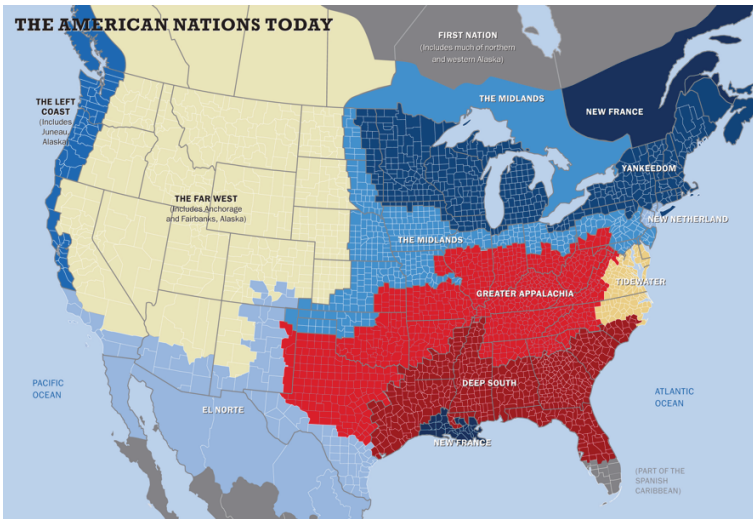 THE AMERICAN NATIONS TODAY
FIRST NATION
(Includes much of northern
and western Alaska)
THE LEFT
COAST
(Includes
Juneau,
Alaska)
THE MIDLANDS
NEW FRANCE
YANKEEDOM
THE FAR WEST
(Includes Anchorage
and Fairbanks, Alaska)
NEW NETHERLAND
THE MIDLANDS
TIDEWATER
GREATER APPALACHIA
PACIFIC
OCEAN
DEEP SOUTH
ATLANTIC
OCEAN
EL NORTE
NEW FRANCE
(PART OF THE
SPANISH
CARIBBEAN)